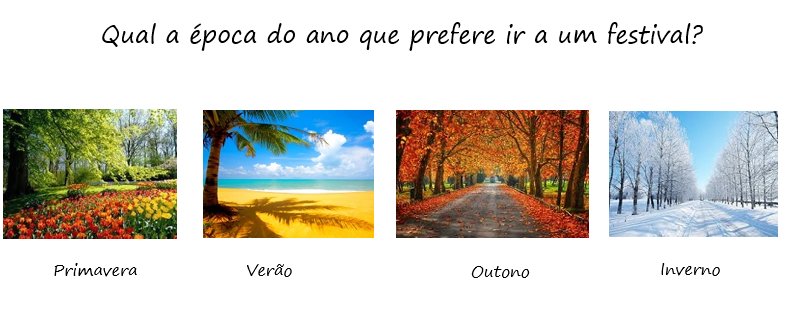 Qual a época do ano que prefere ir a um festival?
Primavera
Verão
Outono
Inverno